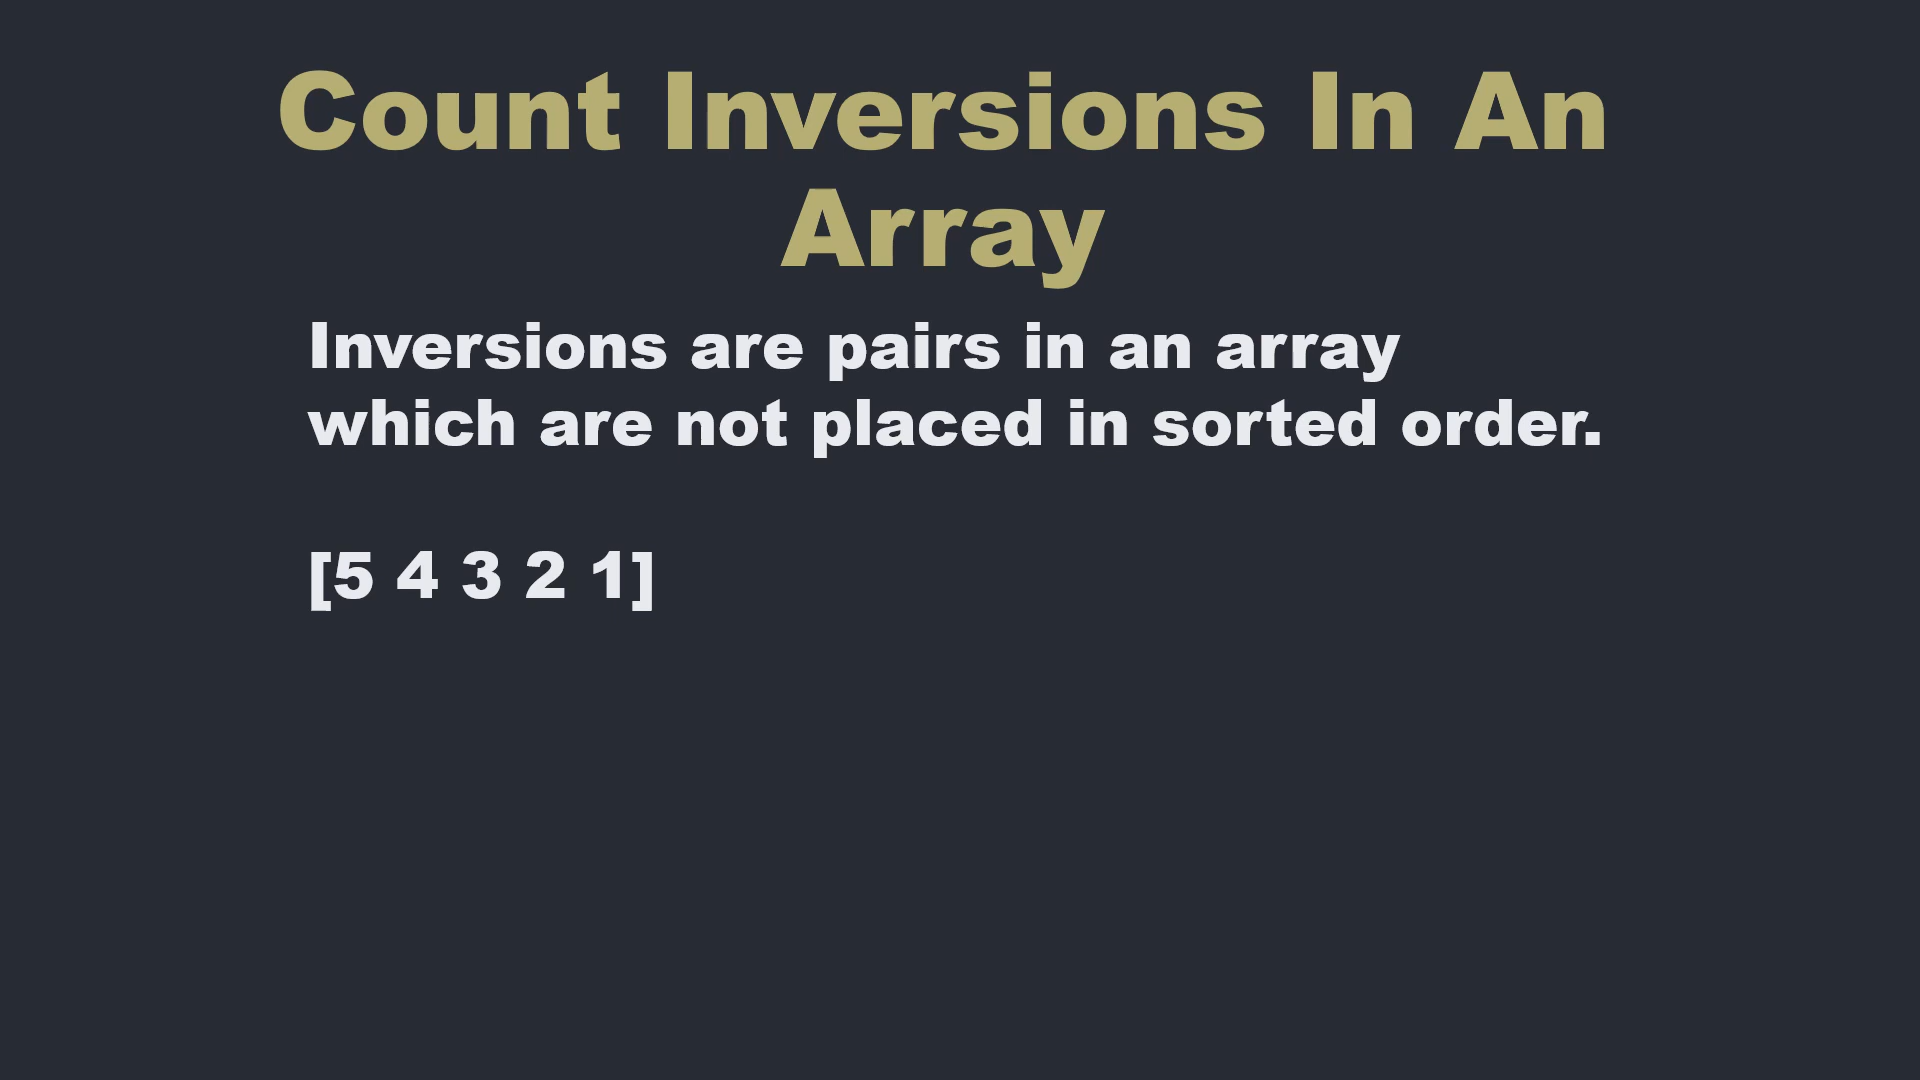 Count Inversions In An
Array
Inversions are pairs in an array
which are not placed in sorted order.
[5 4 3 2 1]